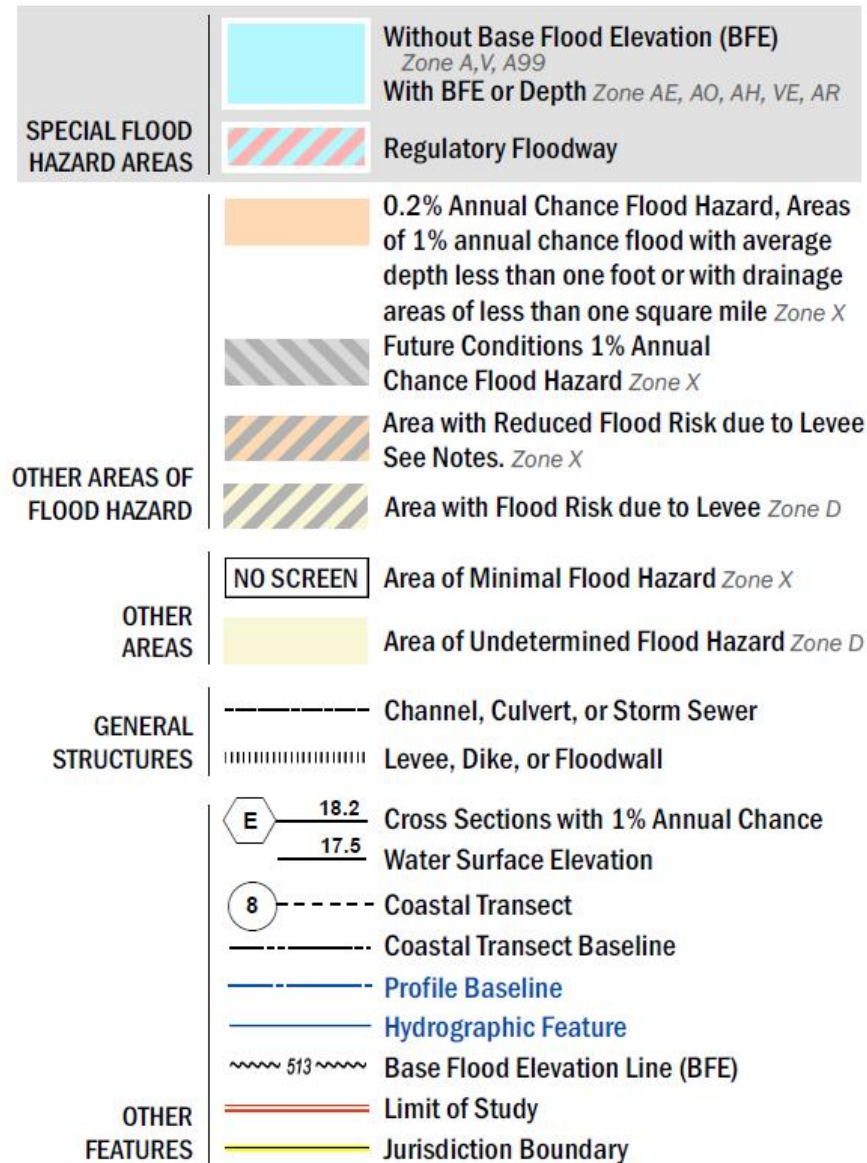 SPECIAL FLOOD
HAZARD AREAS
Without Base Flood Elevation (BFE)
Zone A,V, A99
With BFE or Depth Zone AE, AO, AH, VE, AR
Regulatory Floodway
OTHER AREAS OF
FLOOD HAZARD
0.2% Annual Chance Flood Hazard, Areas
of 1% annual chance flood with average
depth less than one foot or with drainage
areas of less than one square mile Zone X
Future Conditions 1% Annual
Chance Flood Hazard Zone X
Area with Reduced Flood Risk due to Levee
See Notes. Zone X
Area with Flood Risk due to Levee Zone D
OTHER
AREAS
NO SCREEN Area of Minimal Flood Hazard Zone X
Area of Undetermined Flood Hazard Zone D
GENERAL
STRUCTURES
Channel, Culvert, or Storm Sewer
Levee, Dike, or Floodwall
OTHER
FEATURES
E 18.2 Cross Sections with 1% Annual Chance
17.5 Water Surface Elevation
8 Coastal Transect
Coastal Transect Baseline
Profile Baseline
Hydrographic Feature
513 Base Flood Elevation Line (BFE)
Limit of Study
Jurisdiction Boundary